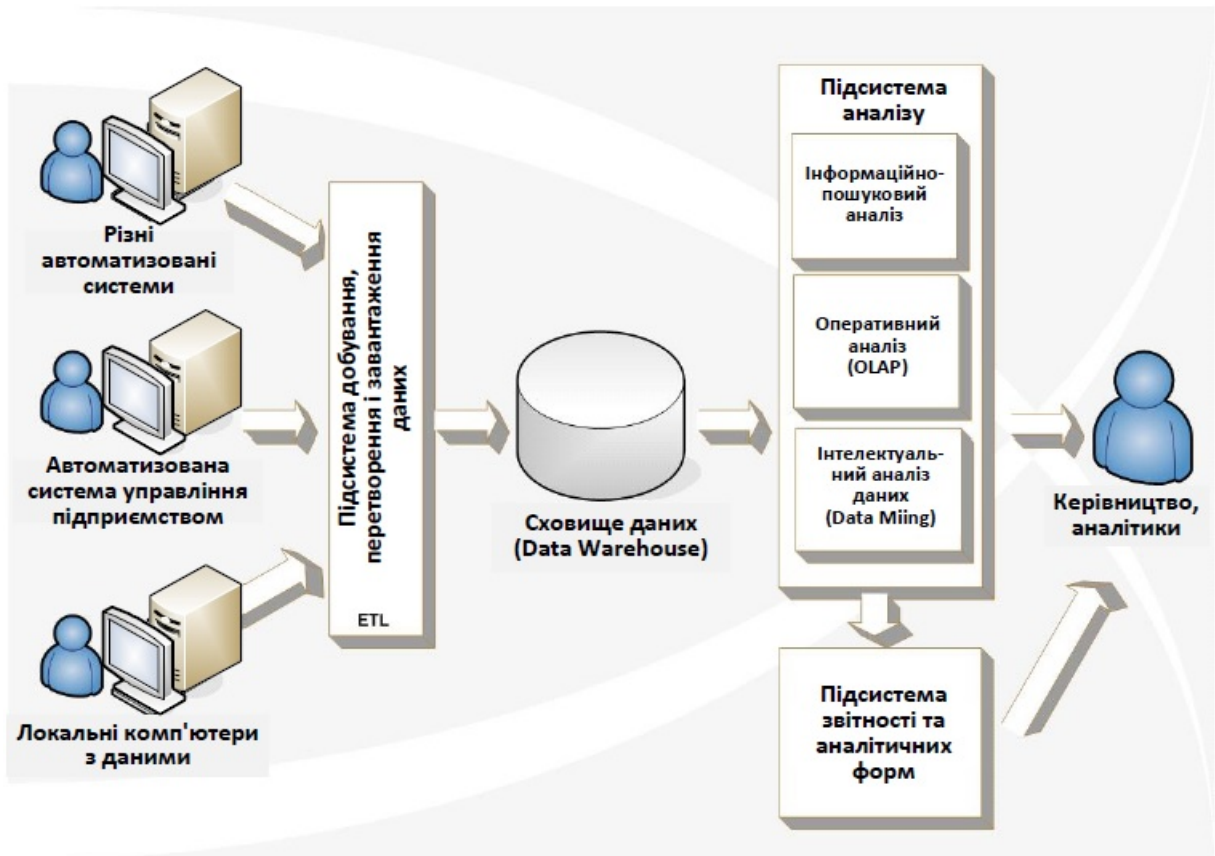 Різні
автоматизовані
системи
Автоматизована
система управління
підприємством
Локальні комп'ютери
з даними
Підсистема добування,
перетворення і завантаження
даних
ETL
Сховище даних
(Data Warehouse)
Підсистема
аналізу
Інформаційно-
пошуковий
аналіз
Оперативний
аналіз
(OLAP)
Інтелектуаль-
ний аналіз
даних
(Data Miing)
Підсистема
звітності та
аналітичних
форм
Керівництво,
аналітики